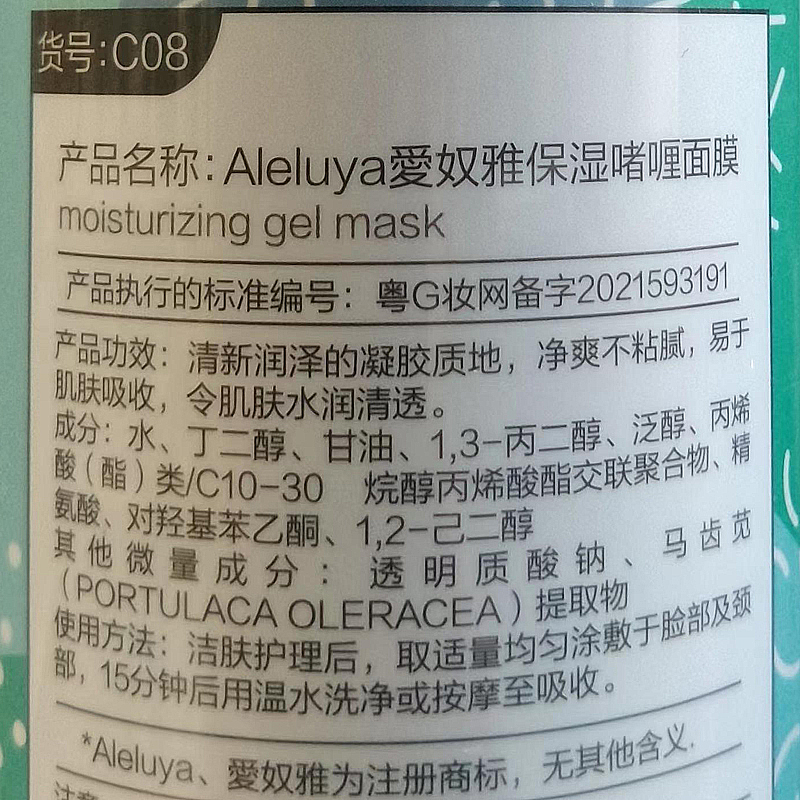 货号:C08
产品名称:Aleluya愛奴雅保湿啫喱面膜
moisturizing gel mask
产品执行的标准编号：粤G妆网备字2021593191
产品功效：清新润泽的凝胶质地，净爽不粘腻，易于
肌肤吸收，令肌肤水润清透。
成分：水、丁二醇、甘油、1,3-丙二醇、泛醇、丙烯
酸（酯）类/C10-30 烷醇丙烯酸酯交联聚合物、精
氨酸、对羟基苯乙酮、1,2-己二醇
其他微量成分：透明质酸钠、马齿苋
（PORTULACA OLERACEA）提取物
使用方法：洁肤护理后，取适量均匀涂敷于脸部及颈
部，15分钟后用温水洗净或按摩至吸收。
*Aleluya、愛奴雅为注册商标，无其他含义.